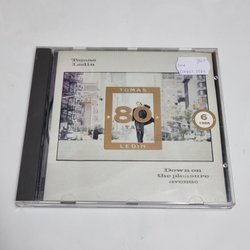 Tomas
Ledin
TOMAS
80
LEDIN
6
Down on
the pleasure
avenue